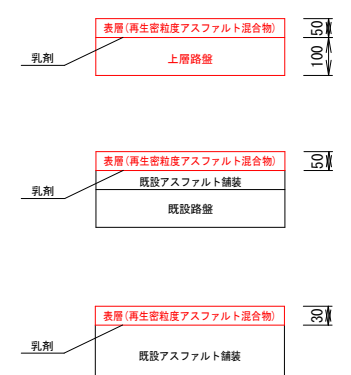 表層(再生密粒度アスファルト混合物)
50
乳剤
上層路盤
100
表層(再生密粒度アスファルト混合物)
50
既設アスファルト舗装
乳剤
既設路盤
表層(再生密粒度アスファルト混合物)
30
乳剤
既設アスファルト舗装